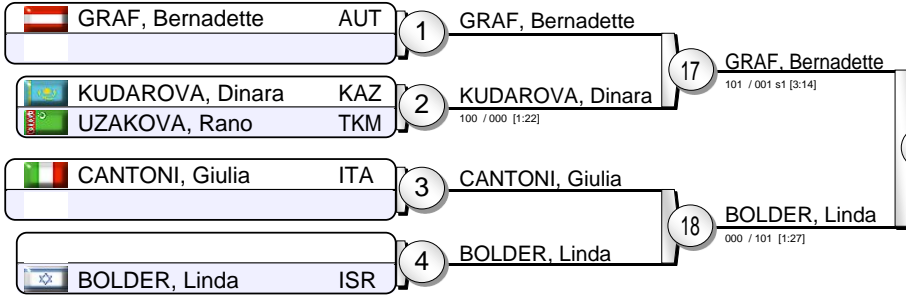 GRAF, Bernadette AUT
1
GRAF, Bernadette
KUDAROVA, Dinara KAZ
UZAKOVA, Rano TKM
2
KUDAROVA, Dinara
100 / 000 [1:22]
17
GRAF, Bernadette
101 / 001 s1 [3:14]
CANTONI, Giulia ITA
3
CANTONI, Giulia
BOLDER, Linda ISR
4
BOLDER, Linda
18
BOLDER, Linda
000 / 101 [1:27]